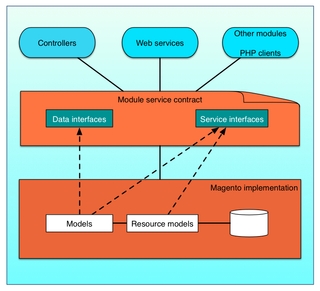 Controllers
Web services
Other modules
PHP clients
Module service contract
Data interfaces
Service interfaces
Magento implementation
Models
Resource models